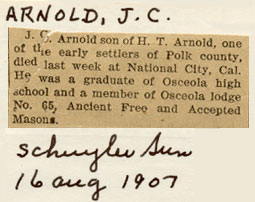 ARNOLD, J. C.
J. C. Arnold son of H. T. Arnold, one
of the early settlers of Polk county,
died last week at National City, Cal.
He was a graduate of Osceola high
school and a member of Osceola lodge
No. 65, Ancient Free and Accepted
Masons.
Schuyler Sun
16 aug 1907